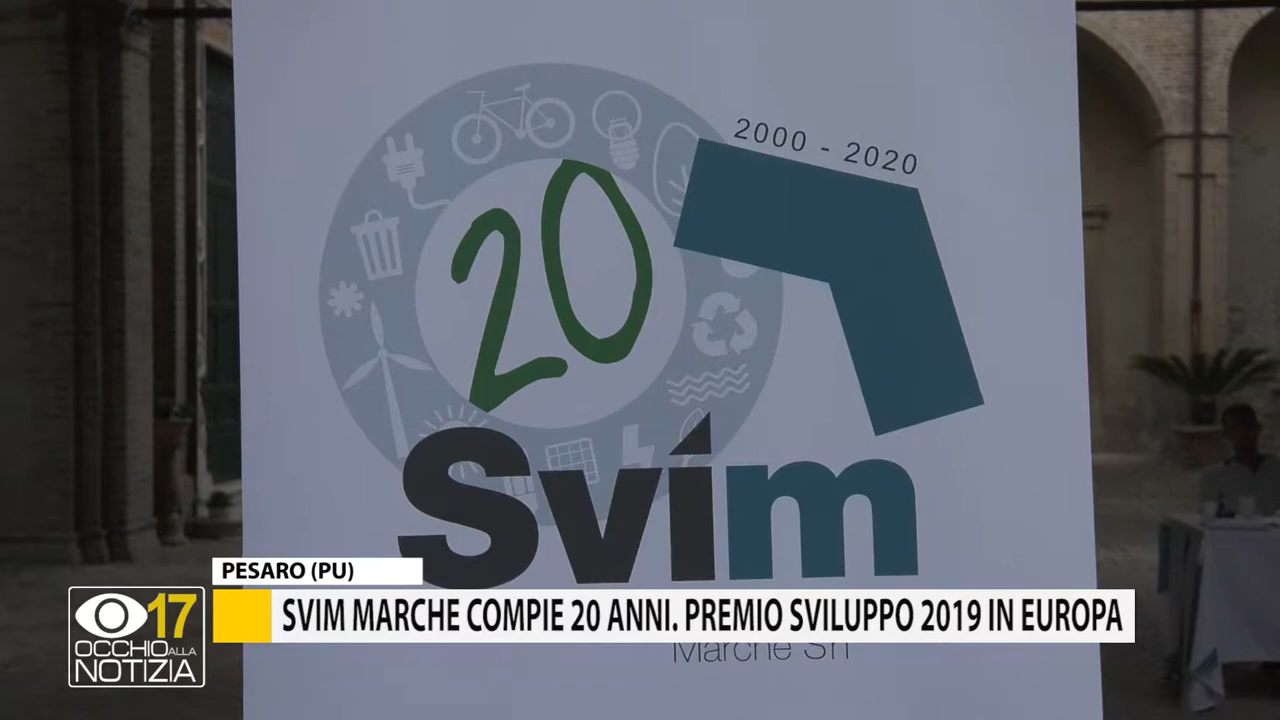 2000 - 2020
20
Svim
PESARO (PU)
SVIM MARCHE COMPIE 20 ANNI. PREMIO SVILUPPO 2019 IN EUROPA
Marche Srl
17
OCCHIO ALLA
NOTIZIA